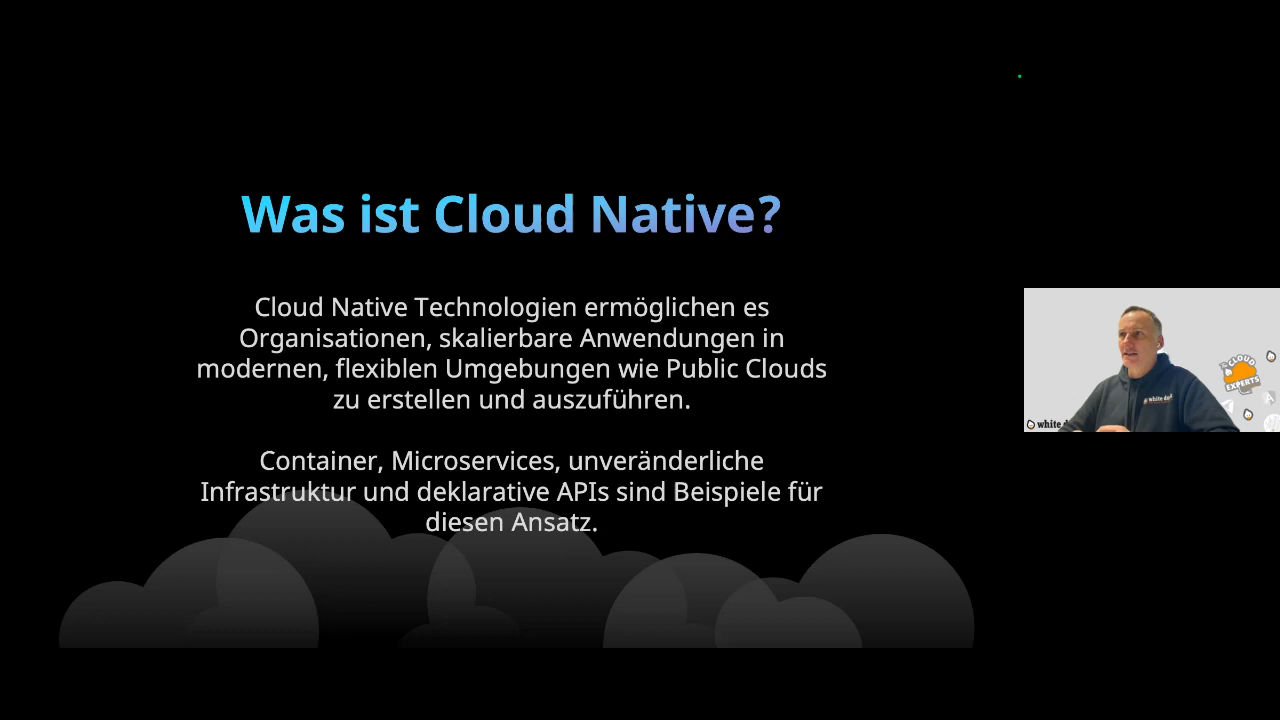 Was ist Cloud Native?
Cloud Native Technologien ermöglichen es
Organisationen, skalierbare Anwendungen in
modernen, flexiblen Umgebungen wie Public Clouds
zu erstellen und auszuführen.
Container, Microservices, unveränderliche
Infrastruktur und deklarative APIs sind Beispiele für
diesen Ansatz.
CLOUD
EXPERTS
white
white